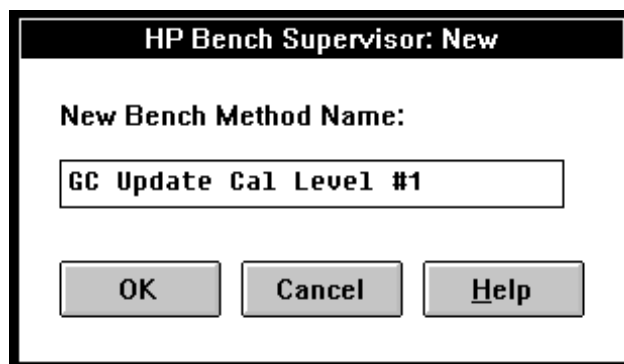 HP Bench Supervisor: New
New Bench Method Name:
GC Update Cal Level #1
OK Cancel Help